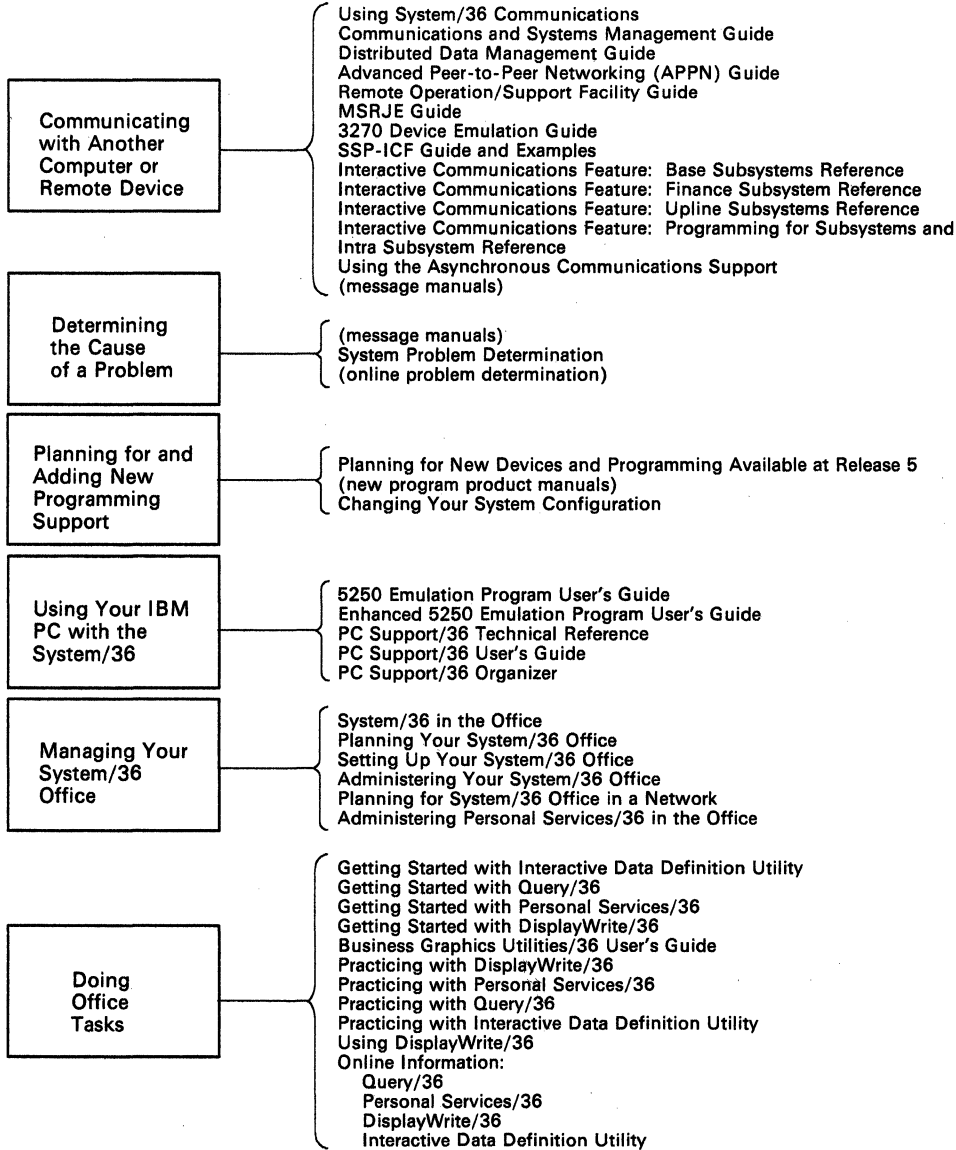 Communicating
with Another
Computer or
Remote Device
Using System/36 Communications
Communications and Systems Management Guide
Distributed Data Management Guide
Advanced Peer-to-Peer Networking (APPN) Guide
Remote Operation/Support Facility Guide
MSRJE Guide
3270 Device Emulation Guide
SSP-ICF Guide and Examples
Interactive Communications Feature: Base Subsystems Reference
Interactive Communications Feature: Finance Subsystem Reference
Interactive Communications Feature: Upline Subsystems Reference
Interactive Communications Feature: Programming for Subsystems and
Intra Subsystem Reference
Using the Asynchronous Communications Support
(message manuals)
Determining
the Cause
of a Problem
(message manuals)
System Problem Determination
(online problem determination)
Planning for and
Adding New
Programming
Support
Planning for New Devices and Programming Available at Release 5
(new program product manuals)
Changing Your System Configuration
Using Your IBM
PC with the
System/36
5250 Emulation Program User's Guide
Enhanced 5250 Emulation Program User's Guide
PC Support/36 Technical Reference
PC Support/36 User's Guide
PC Support/36 Organizer
Managing Your
System/36
Office
System/36 in the Office
Planning Your System/36 Office
Setting Up Your System/36 Office
Administering Your System/36 Office
Planning for System/36 Office in a Network
Administering Personal Services/36 in the Office
Doing
Office
Tasks
Getting Started with Interactive Data Definition Utility
Getting Started with Query/36
Getting Started with Personal Services/36
Getting Started with DisplayWrite/36
Business Graphics Utilities/36 User's Guide
Practicing with DisplayWrite/36
Practicing with Personal Services/36
Practicing with Query/36
Practicing with Interactive Data Definition Utility
Using DisplayWrite/36
Online Information:
Query/36
Personal Services/36
DisplayWrite/36
Interactive Data Definition Utility